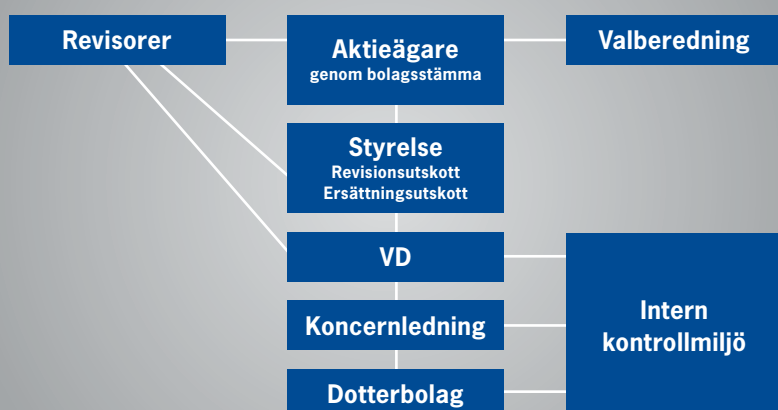 Revisorer
Aktieägare
genom bolagsstämma
Valberedning
Styrelse
Revisionsutskott
Ersättningsutskott
VD
Koncernledning
Dotterbolag
Intern
kontrollmiljö